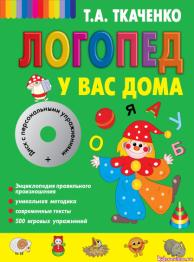 Т.А. ТКАЧЕНКО
ЛОГОПЕД
У ВАС ДОМА
Диск с персональными упражнениями
+
О Я А У Б
Энциклопедия правильного
произношения
уникальная методика
современные тексты
500 игровых упражнений